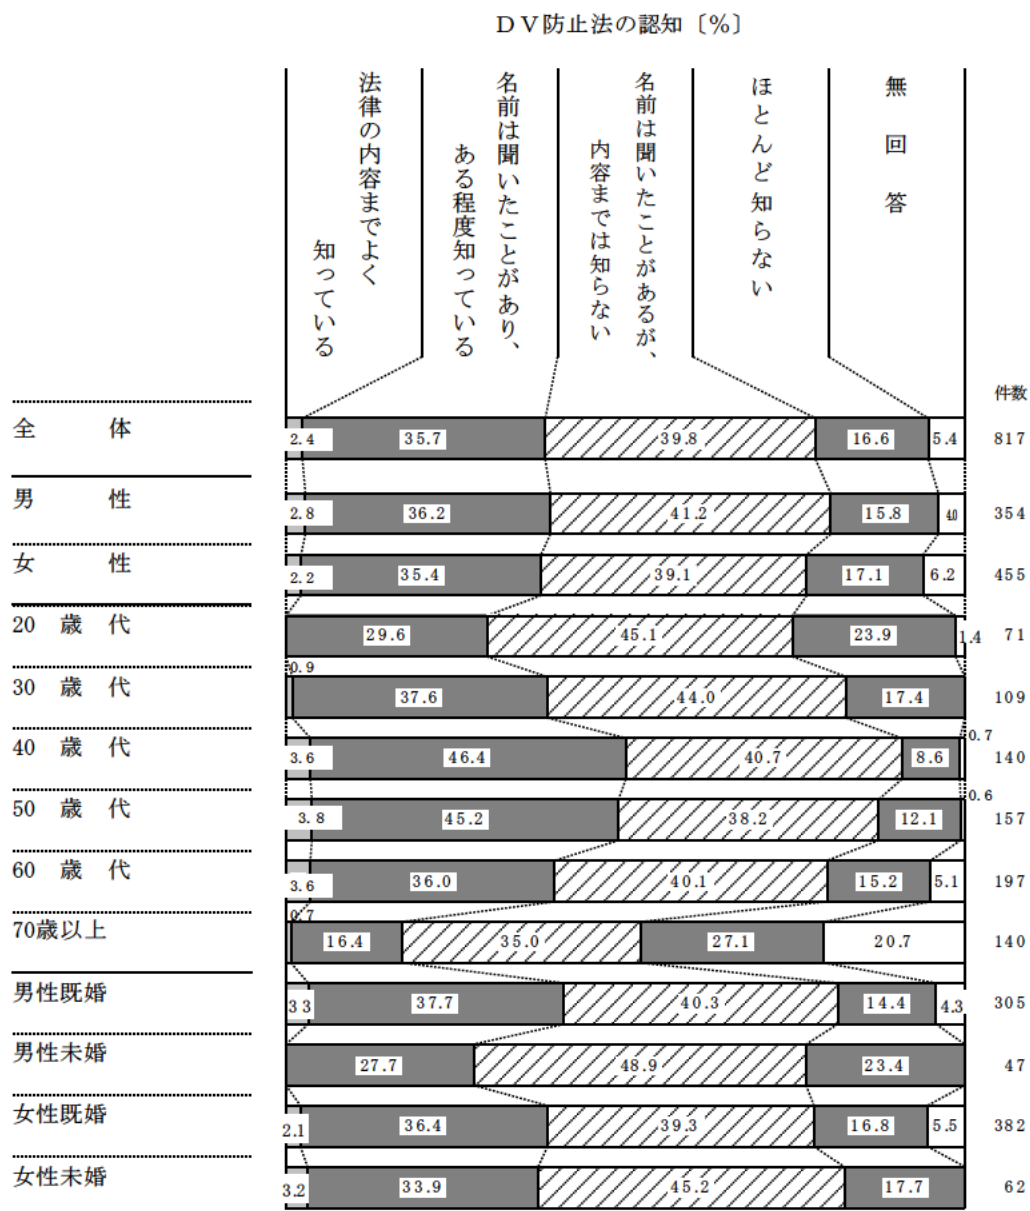 ＤＶ防止法の認知〔％〕
法律の内容までよく
知っている
名前は聞いたことがあり、
ある程度知っている
名前は聞いたことがあるが、
内容までは知らない
ほとんど知らない
無回答
件数
全体 2.4 35.7 39.8 16.6 5.4 817
男性 2.8 36.2 41.2 15.8 4.0 354
女性 2.2 35.4 39.1 17.1 6.2 455
20歳代 29.6 45.1 23.9 1.4 71
30歳代 0.9 37.6 44.0 17.4 109
40歳代 3.6 46.4 40.7 8.6 0.7 140
50歳代 3.8 45.2 38.2 12.1 0.6 157
60歳代 3.6 36.0 40.1 15.2 5.1 197
70歳以上 0.7 16.4 35.0 27.1 20.7 140
男性既婚 3.3 37.7 40.3 14.4 4.3 305
男性未婚 27.7 48.9 23.4 47
女性既婚 2.1 36.4 39.3 16.8 5.5 382
女性未婚 3.2 33.9 45.2 17.7 62